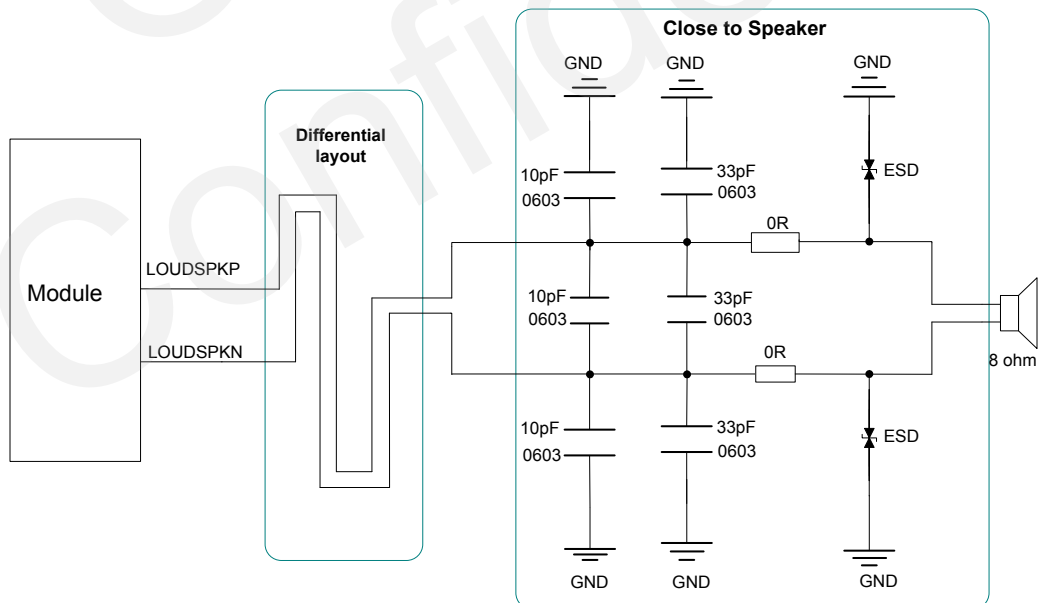 Close to Speaker
GND
GND
GND
Differential
layout
10pF
0603
33pF
0603
ESD
0R
LOUDSPKP
Module
10pF
0603
33pF
0603
LOUDSPKN
0R
8 ohm
10pF
0603
33pF
0603
ESD
GND
GND
GND